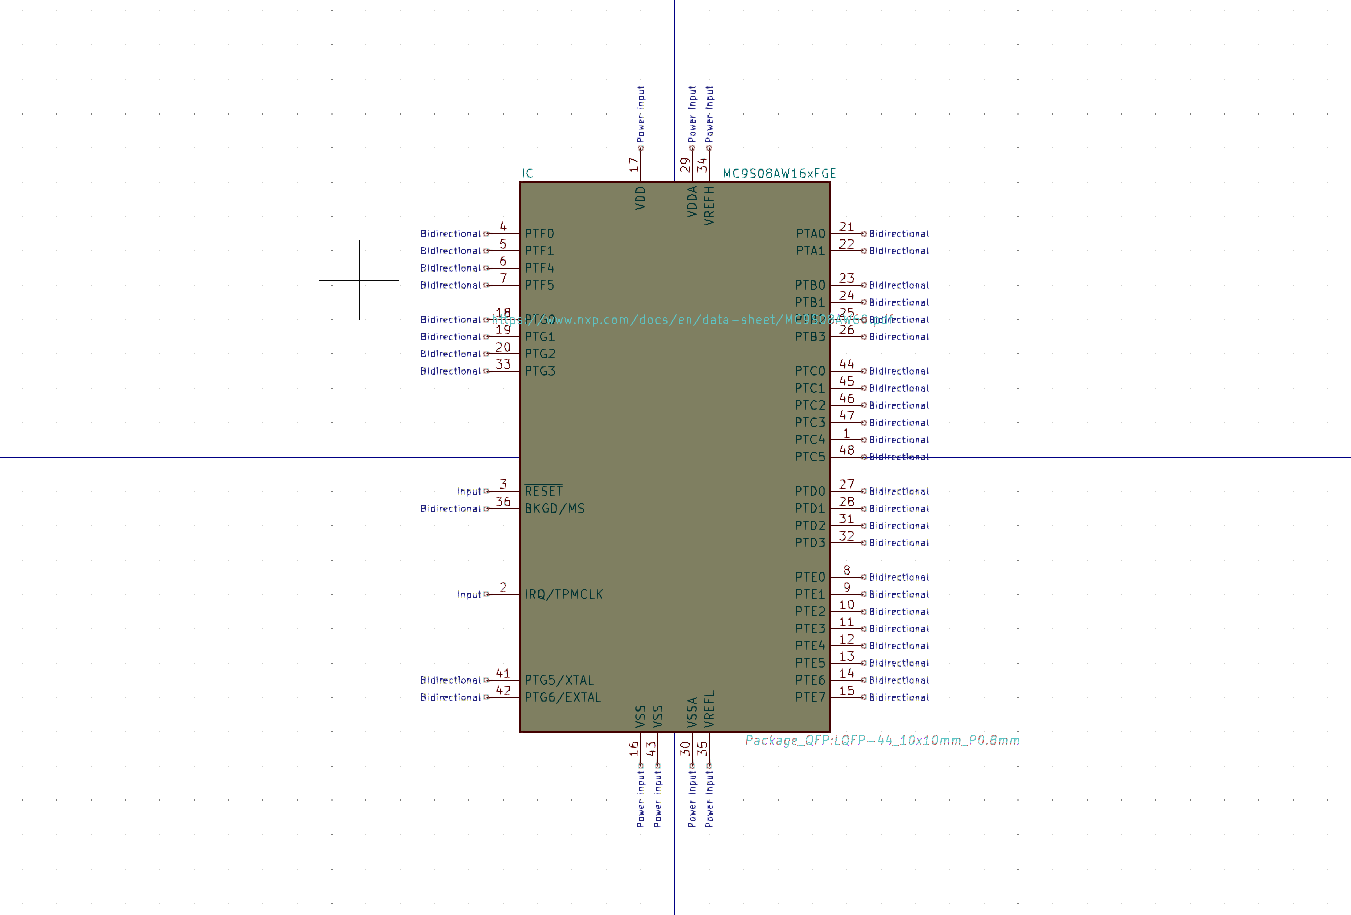 Power Input
Power Input
Power Input
17
29
34
IC
MC9S08AW16xFGE
VDD
VDDA
VREFH
Bidirectional 4 PTF0
PTA0 21 Bidirectional
Bidirectional 5 PTF1
PTA1 22 Bidirectional
Bidirectional 6 PTF4
Bidirectional 7 PTF5
PTB0 23 Bidirectional
PTB1 24 Bidirectional
Bidirectional 18 PTG0
https://www.nxp.com/docs/en/data-sheet/MC9S08AW60.pdf
25 Bidirectional
Bidirectional 19 PTG1
PTB3 26 Bidirectional
Bidirectional 20 PTG2
Bidirectional 33 PTG3
PTC0 44 Bidirectional
PTC1 45 Bidirectional
PTC2 46 Bidirectional
PTC3 47 Bidirectional
PTC4 1 Bidirectional
PTC5 48 Bidirectional
Input 3 RESET
PTD0 27 Bidirectional
Bidirectional 36 BKGD/MS
PTD1 28 Bidirectional
PTD2 31 Bidirectional
PTD3 32 Bidirectional
PTE0 8 Bidirectional
Input 2 IRQ/TPMCLK
PTE1 9 Bidirectional
PTE2 10 Bidirectional
PTE3 11 Bidirectional
PTE4 12 Bidirectional
PTE5 13 Bidirectional
Bidirectional 41 PTG5/XTAL
PTE6 14 Bidirectional
Bidirectional 42 PTG6/EXTAL
PTE7 15 Bidirectional
VSS
VSS
VSSA
VREFL
Package_QFP:LQFP-44_10x10mm_P0.8mm
16
43
30
35
Power Input
Power Input
Power Input
Power Input